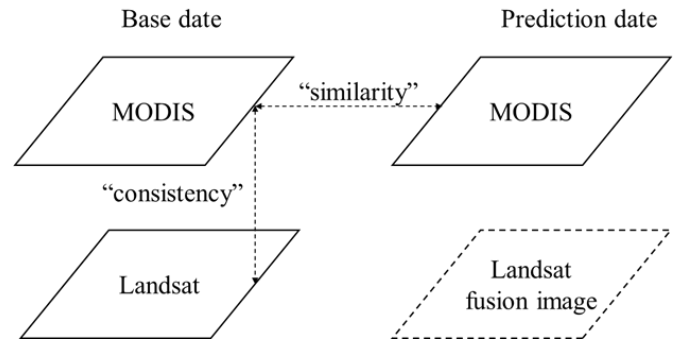 Base date
Prediction date
MODIS
“similarity”
MODIS
“consistency”
Landsat
Landsat
fusion image